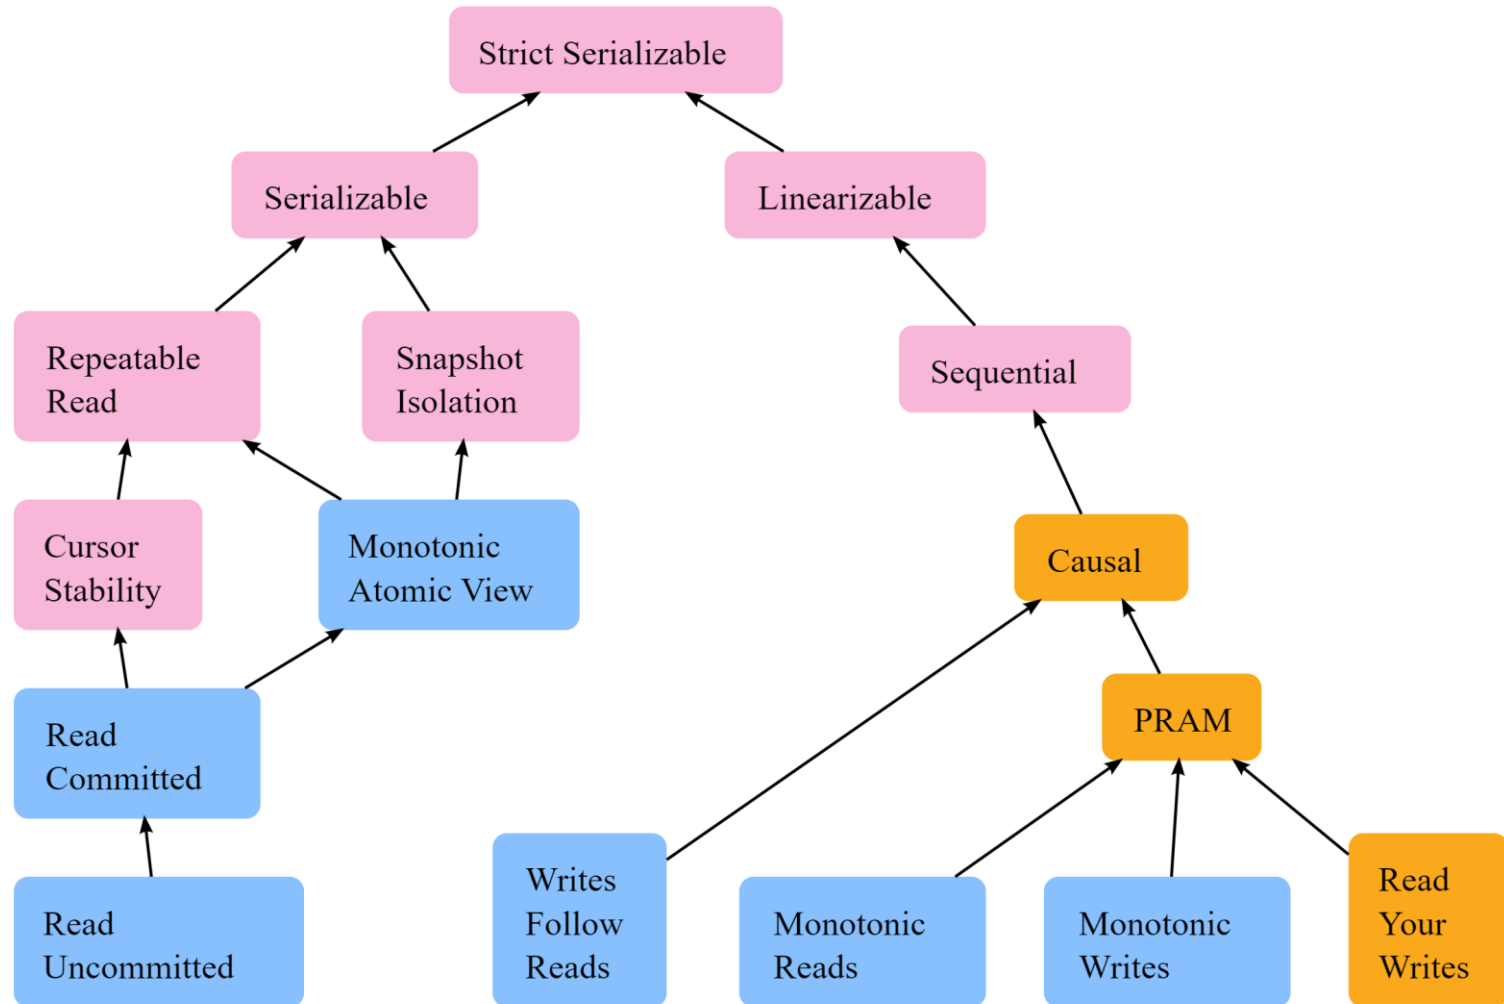 Strict Serializable
Serializable
Linearizable
Repeatable
Read
Snapshot
Isolation
Sequential
Cursor
Stability
Monotonic
Atomic View
Causal
Read
Committed
PRAM
Read
Uncommitted
Writes
Follow
Reads
Monotonic
Reads
Monotonic
Writes
Read
Your
Writes